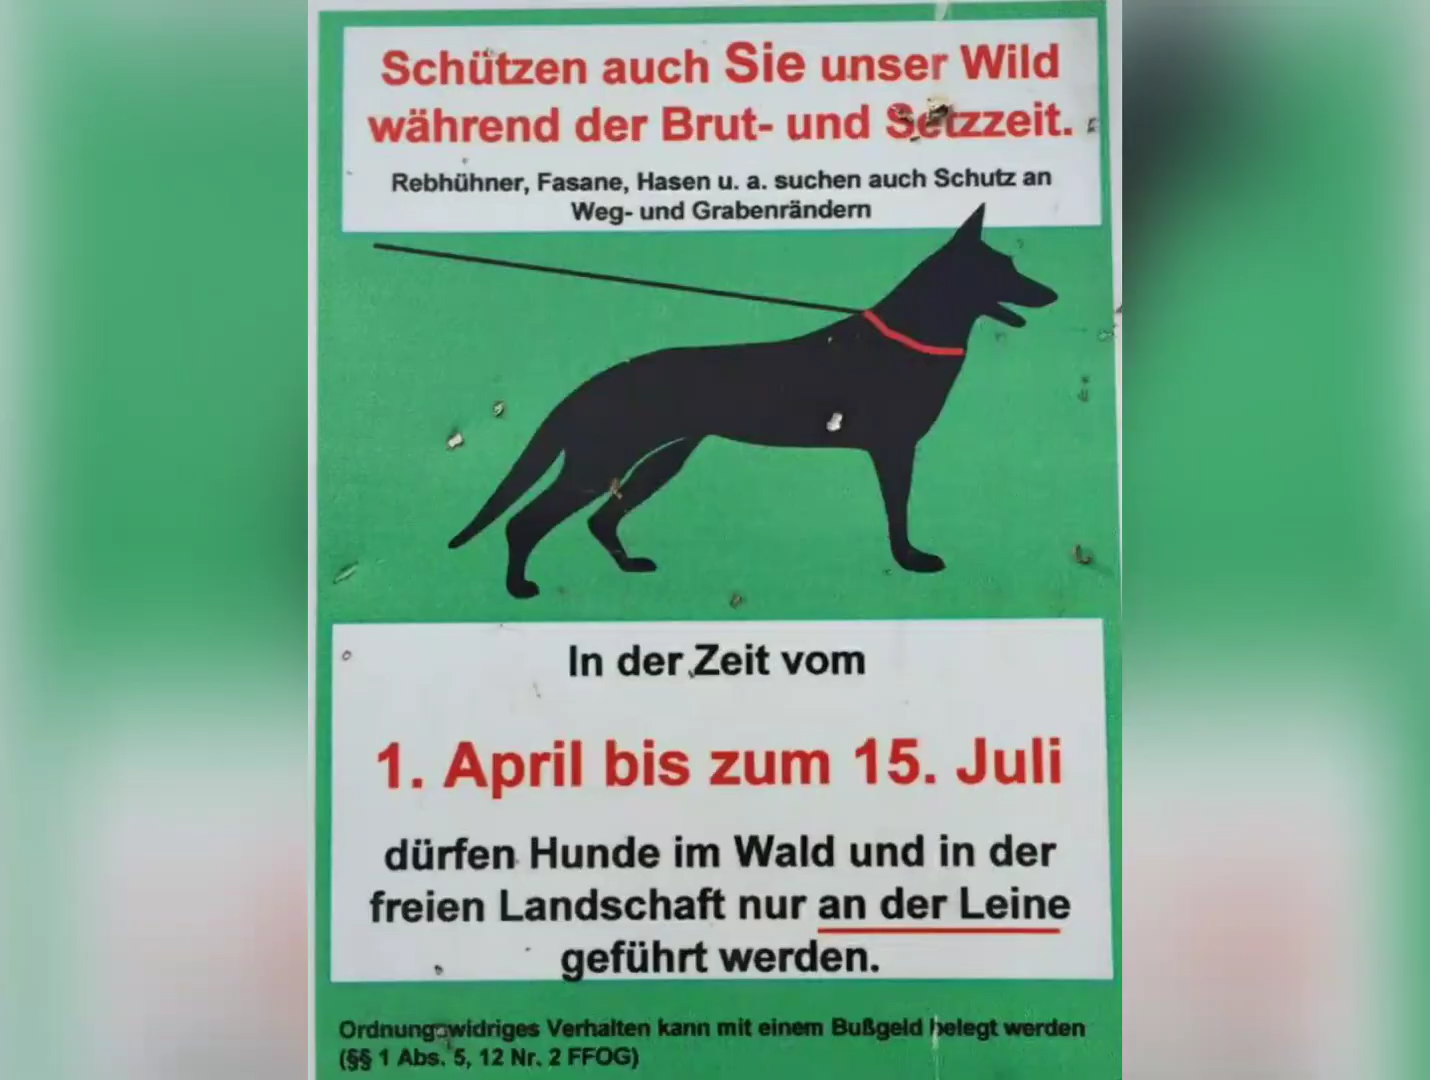 Schützen auch Sie unser Wild
während der Brut- und Setzzeit.
Rebhühner, Fasane, Hasen u. a. suchen auch Schutz an
Weg- und Grabenrändern
In der Zeit vom
1. April bis zum 15. Juli
dürfen Hunde im Wald und in der
freien Landschaft nur an der Leine
geführt werden.
Ordnungswidriges Verhalten kann mit einem Bußgeld belegt werden
(§§ 1 Abs. 5, 12 Nr. 2 FFOG)